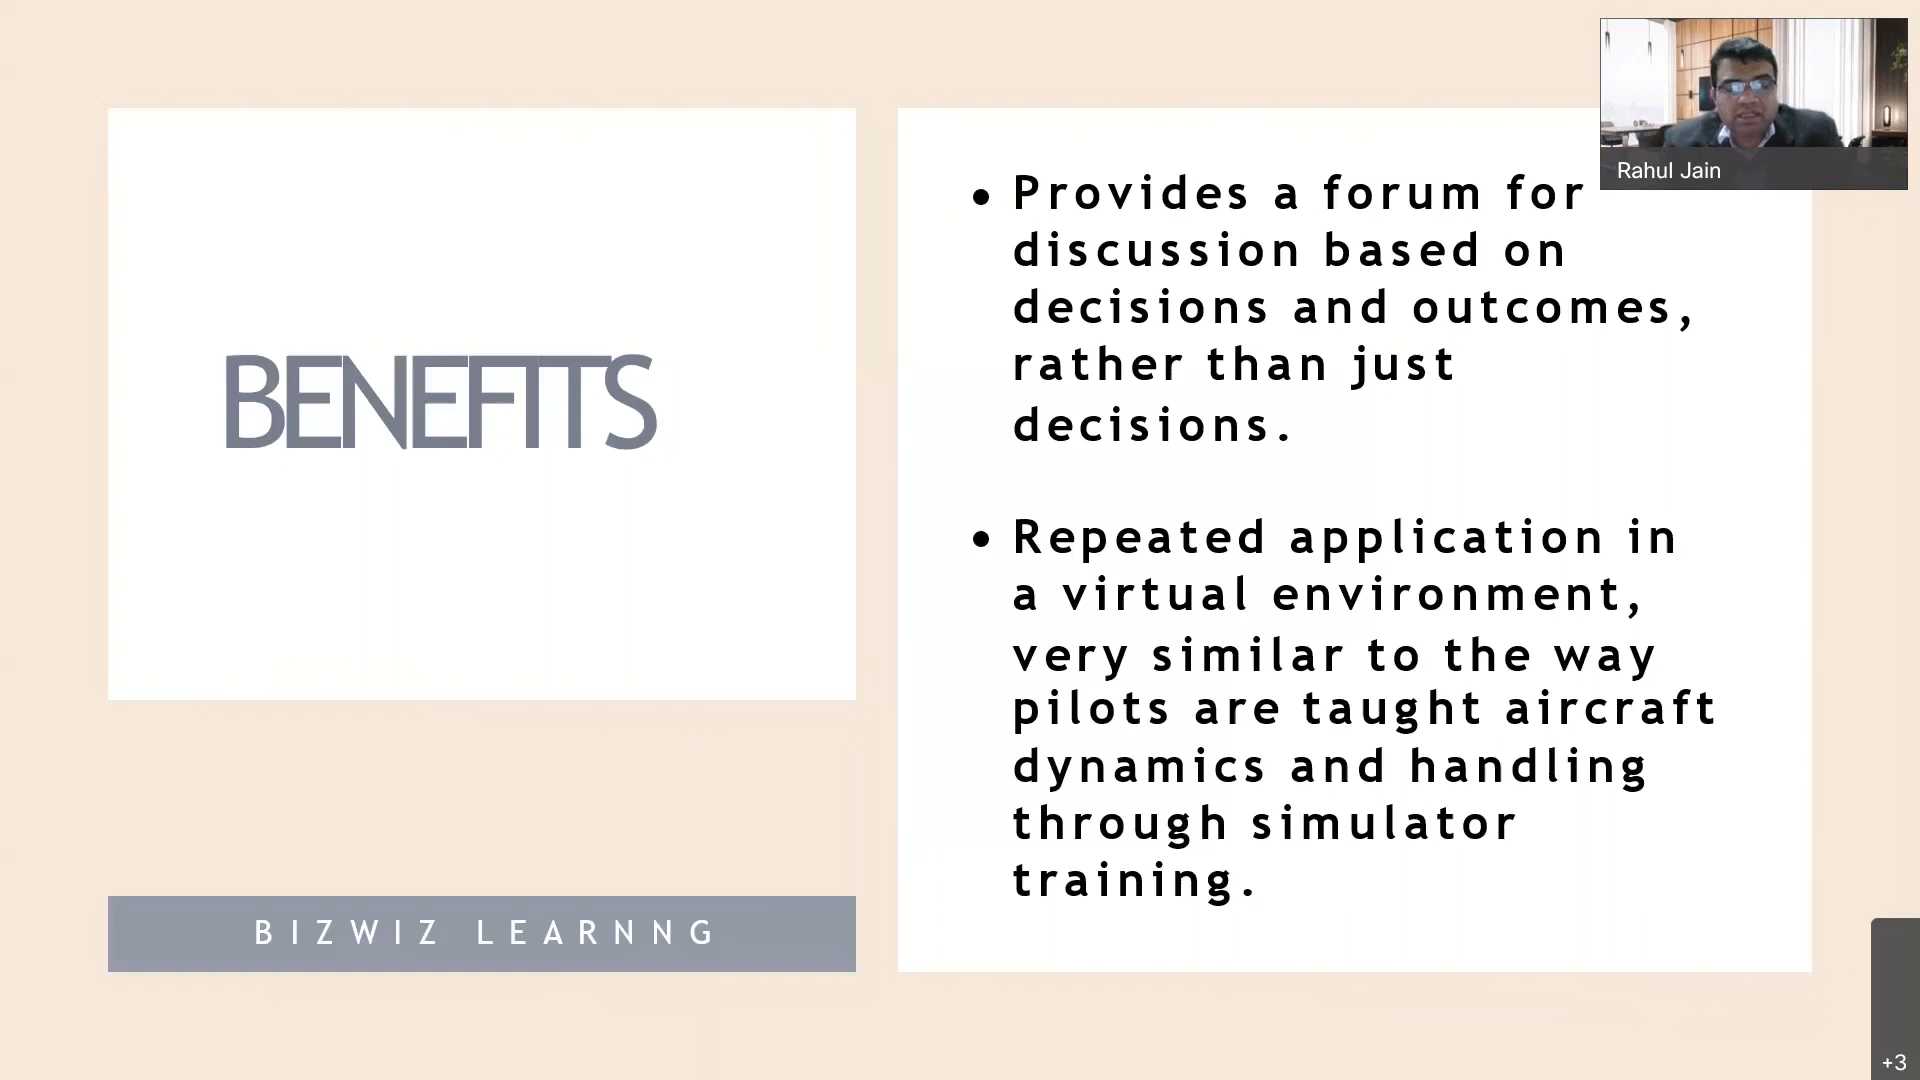 Rahul Jain
BENEFITS
• Provides a forum for
discussion based on
decisions and outcomes,
rather than just
decisions.
• Repeated application in
a virtual environment,
very similar to the way
pilots are taught aircraft
dynamics and handling
through simulator
training.
BIZWIZ LEARNNG
+3